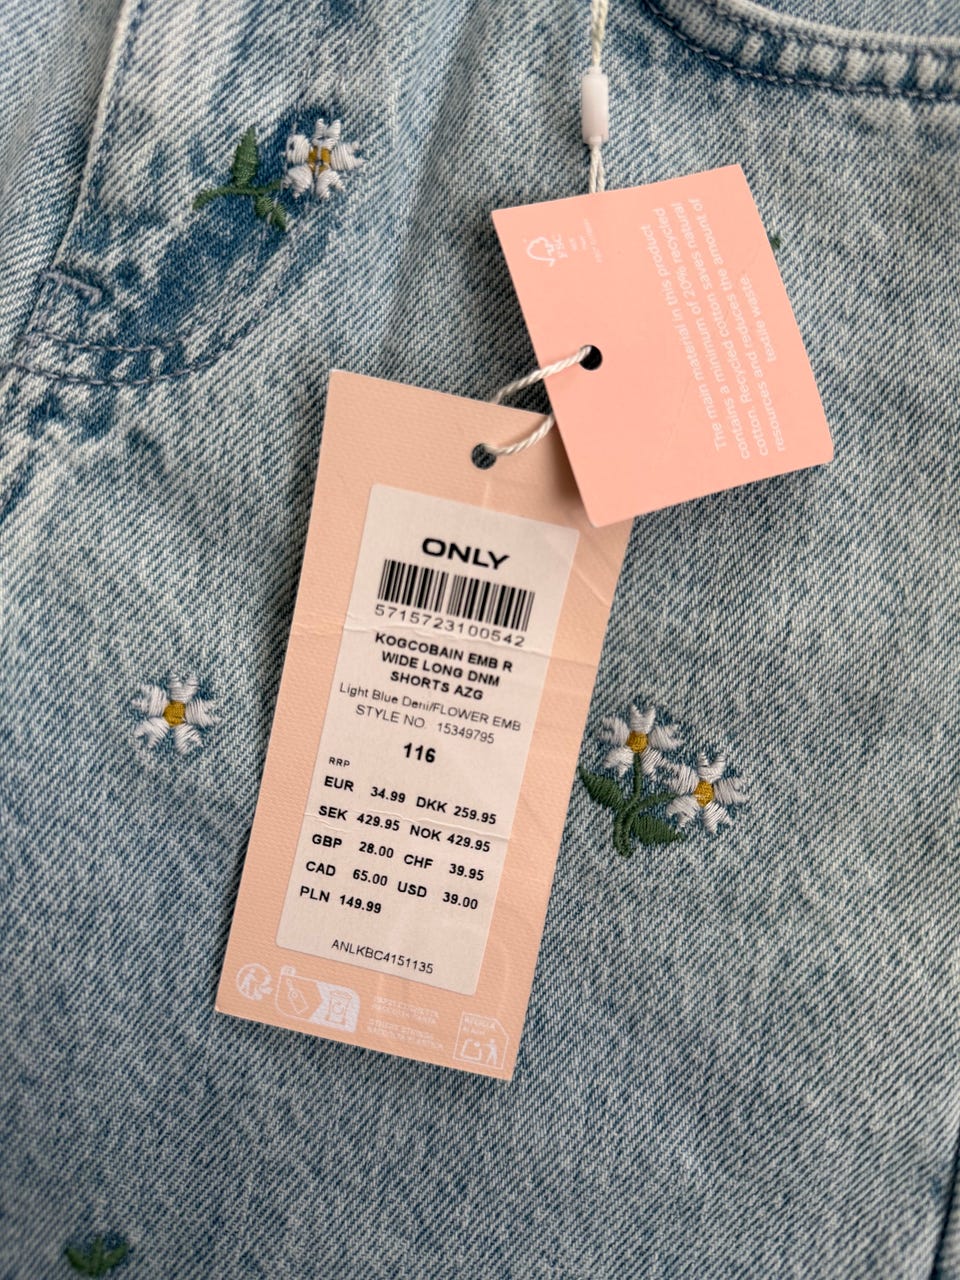 The main material in this product
contains a minimum of 20% recycled
cotton. Recycled cotton saves natural
resources and reduces the amount of
textile waste.
FSC
ONLY
5715723100542
KOGCOBAIN EMB R
WIDE LONG DNM
SHORTS AZG
Light Blue Deni/FLOWER EMB
STYLE NO. 15349795
116
RRP
EUR 34.99 DKK 259.95
SEK 429.95 NOK 429.95
GBP 28.00 CHF 39.95
CAD 65.00 USD 39.00
PLN 149.99
ANLKBC4151135